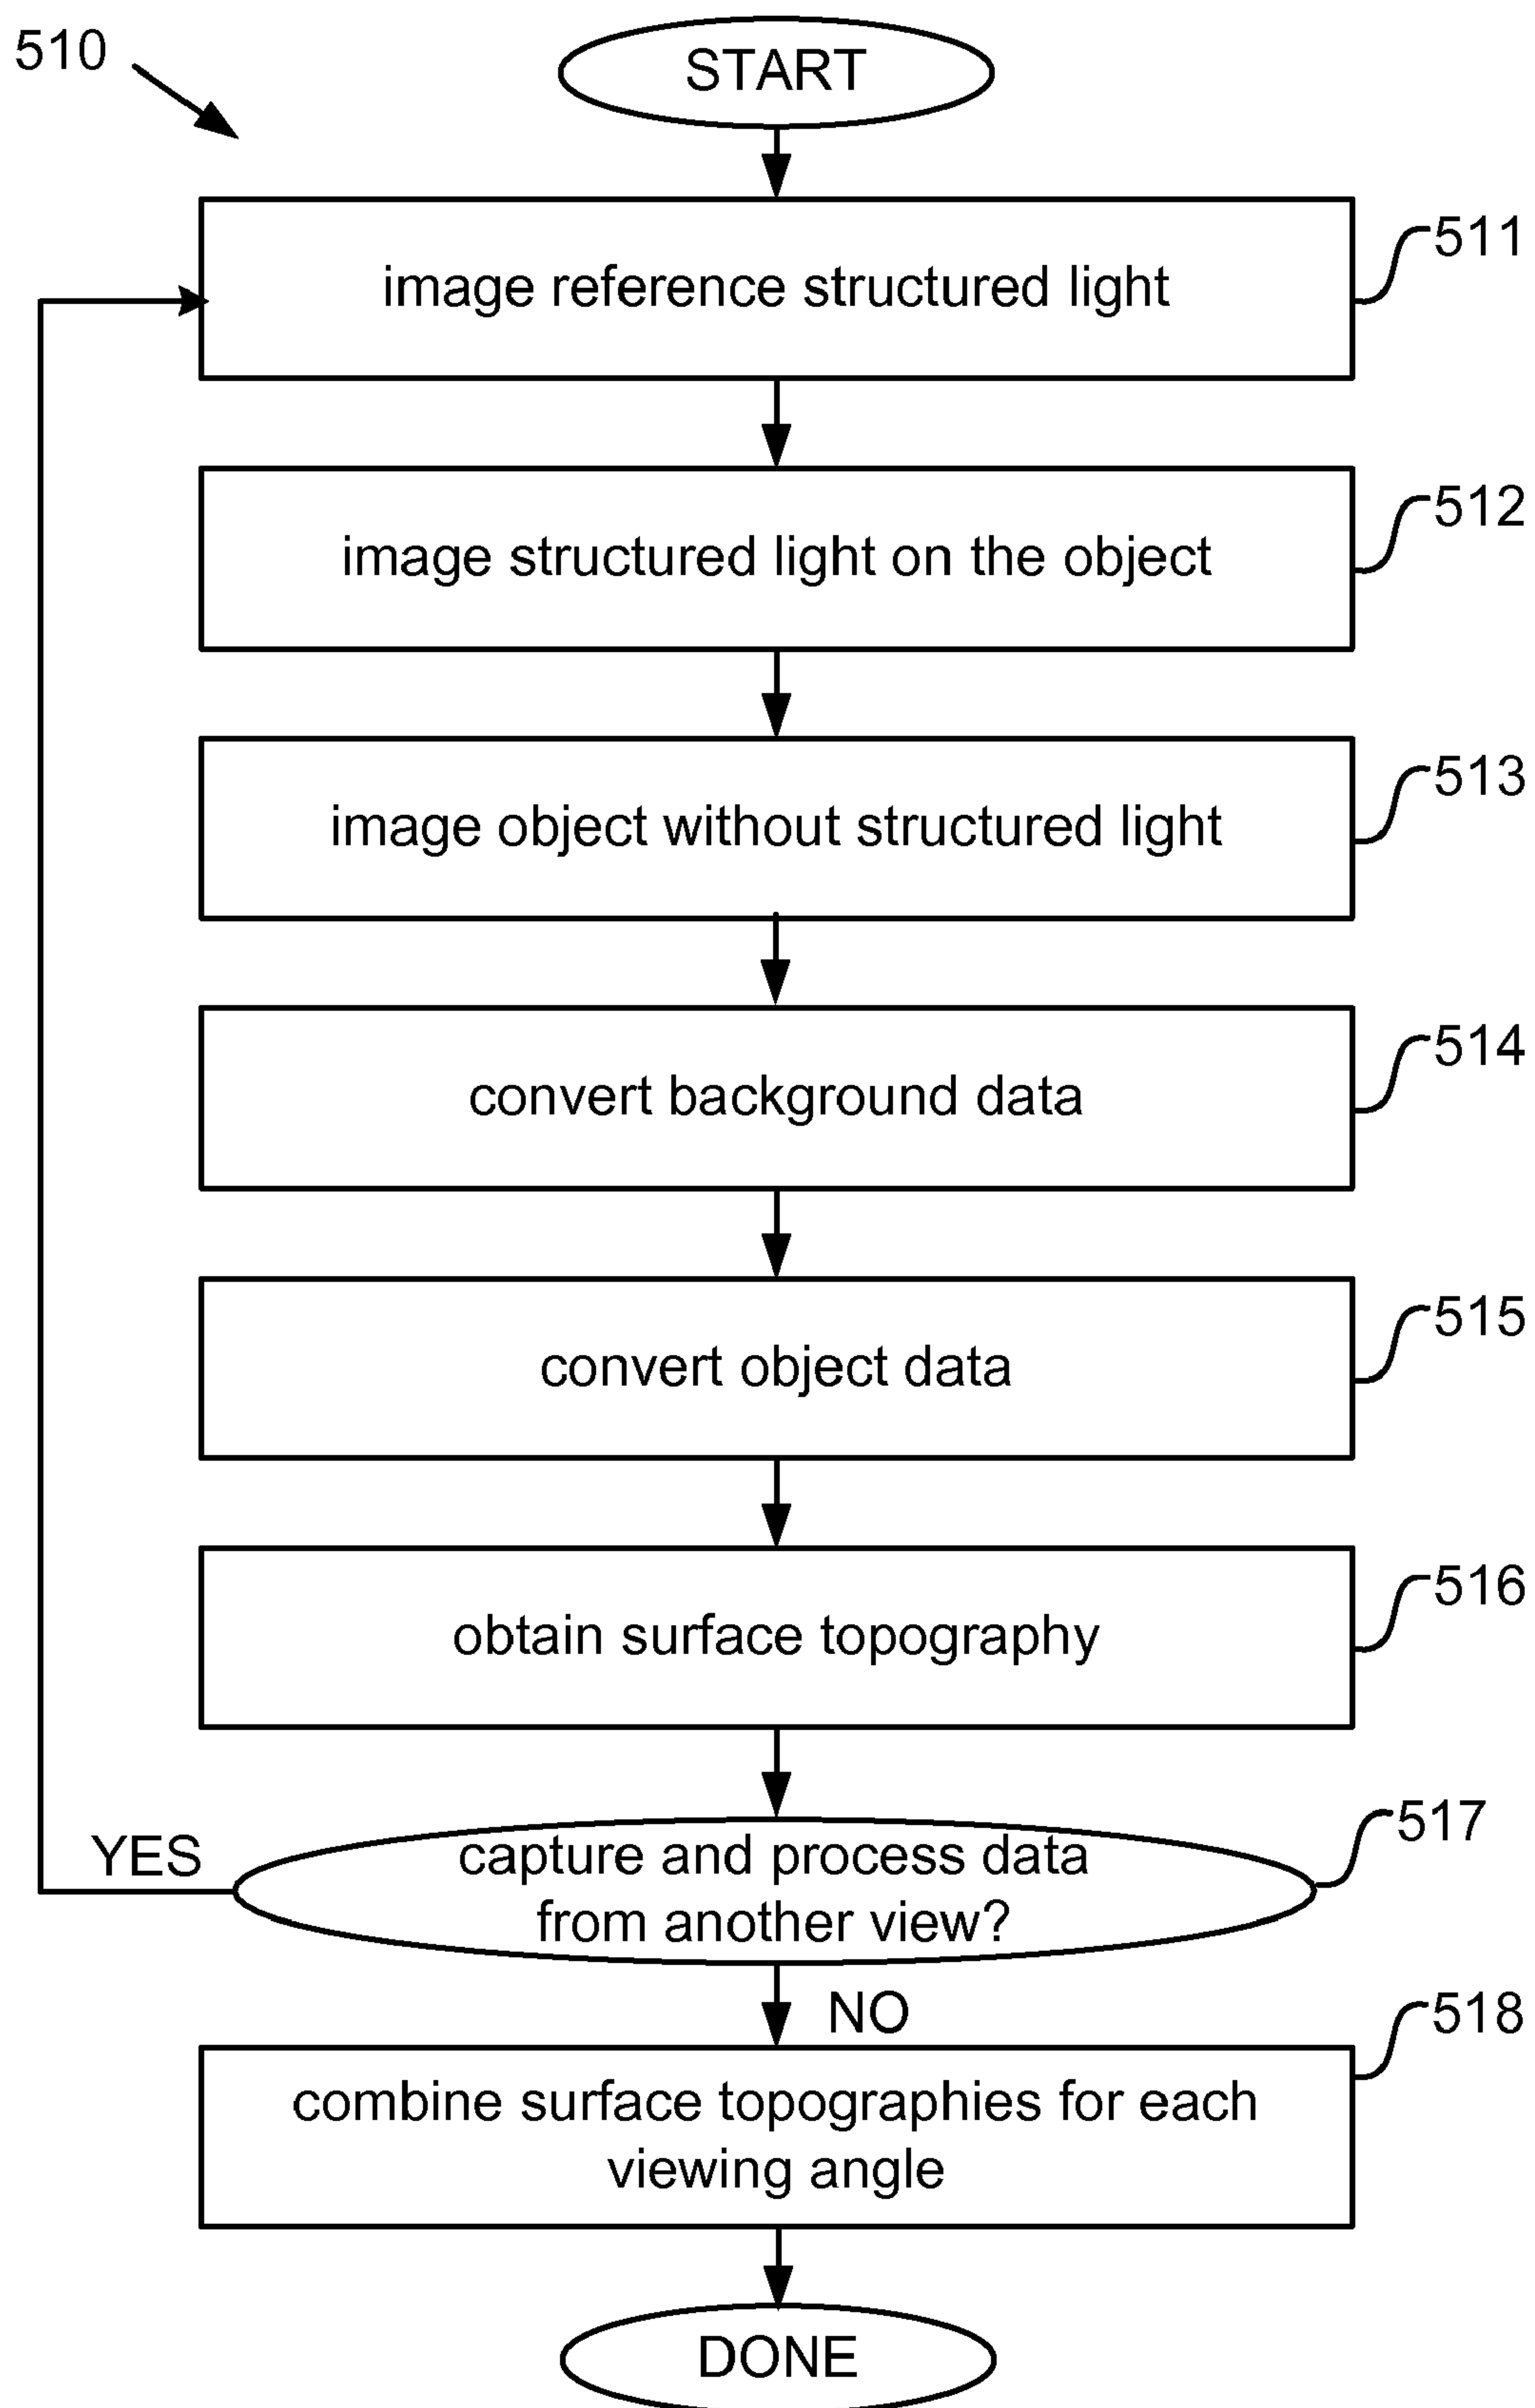 510
START
511
image reference structured light
512
image structured light on the object
513
image object without structured light
514
convert background data
515
convert object data
516
obtain surface topography
517
YES
capture and process data
from another view?
NO
518
combine surface topographies for each
viewing angle
DONE